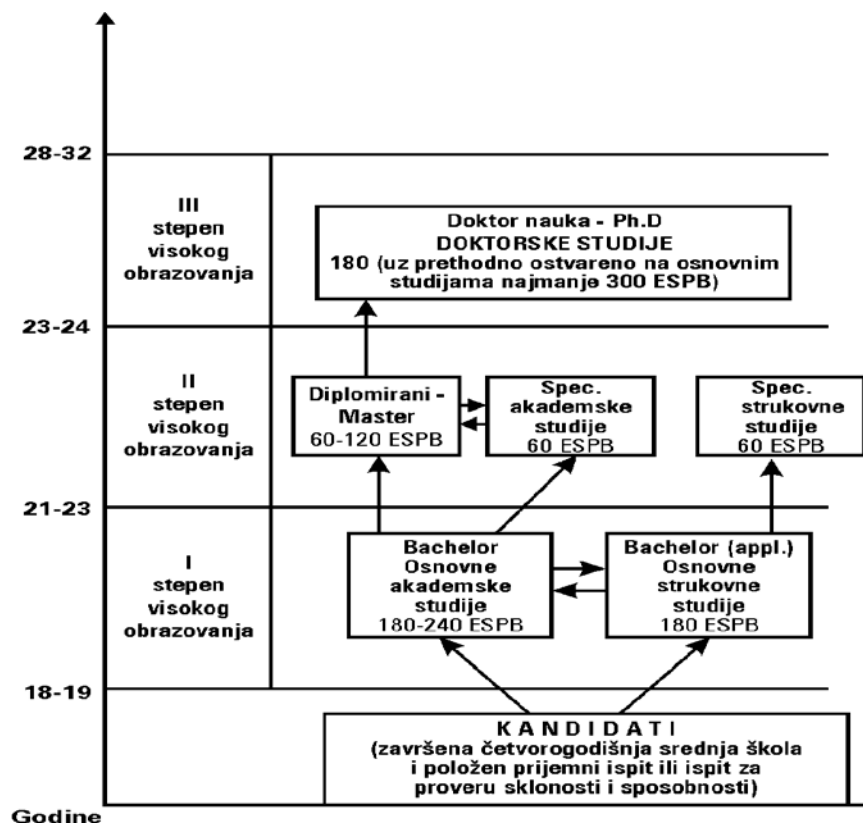 28-32
III
stepen
visokog
obrazovanja
Doktor nauka - Ph.D
DOKTORSKE STUDIJE
180 (uz prethodno ostvareno na osnovnim
studijama najmanje 300 ESPB)
23-24
II
stepen
visokog
obrazovanja
Diplomirani -
Master
60-120 ESPB
Spec.
akademske
studije
60 ESPB
Spec.
strukovne
studije
60 ESPB
21-23
I
stepen
visokog
obrazovanja
Bachelor
Osnovne
akademske
studije
180-240 ESPB
Bachelor (appl.)
Osnovne
strukovne
studije
180 ESPB
18-19
K A N D I D A T I
(završena četvorogodišnja srednja škola
i položen prijemni ispit ili ispit za
proveru sklonosti i sposobnosti)
Godine